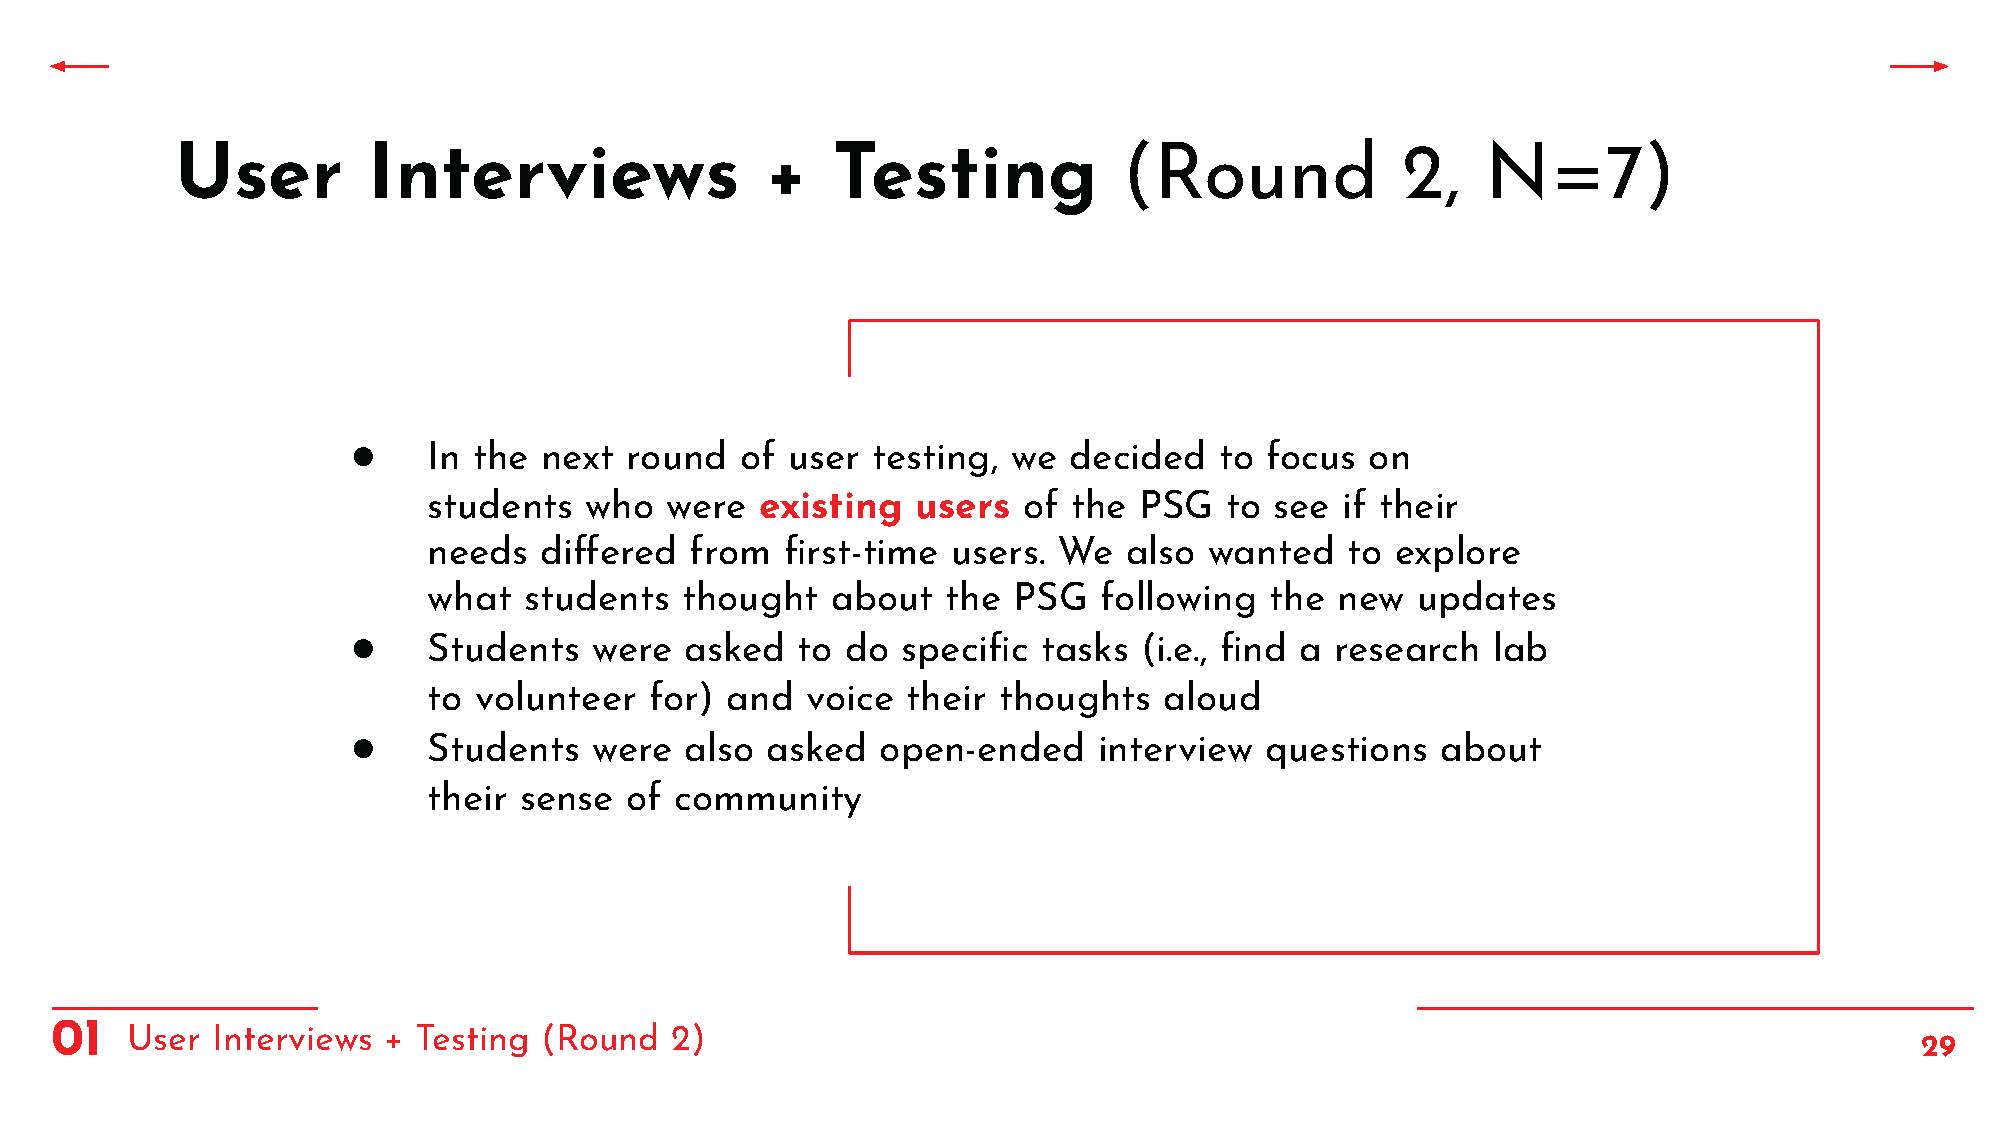 User Interviews + Testing (Round 2, N=7)
● In the next round of user testing, we decided to focus on
students who were existing users of the PSG to see if their
needs differed from first-time users. We also wanted to explore
what students thought about the PSG following the new updates
● Students were asked to do specific tasks (i.e., find a research lab
to volunteer for) and voice their thoughts aloud
● Students were also asked open-ended interview questions about
their sense of community
01 User Interviews + Testing (Round 2)
29